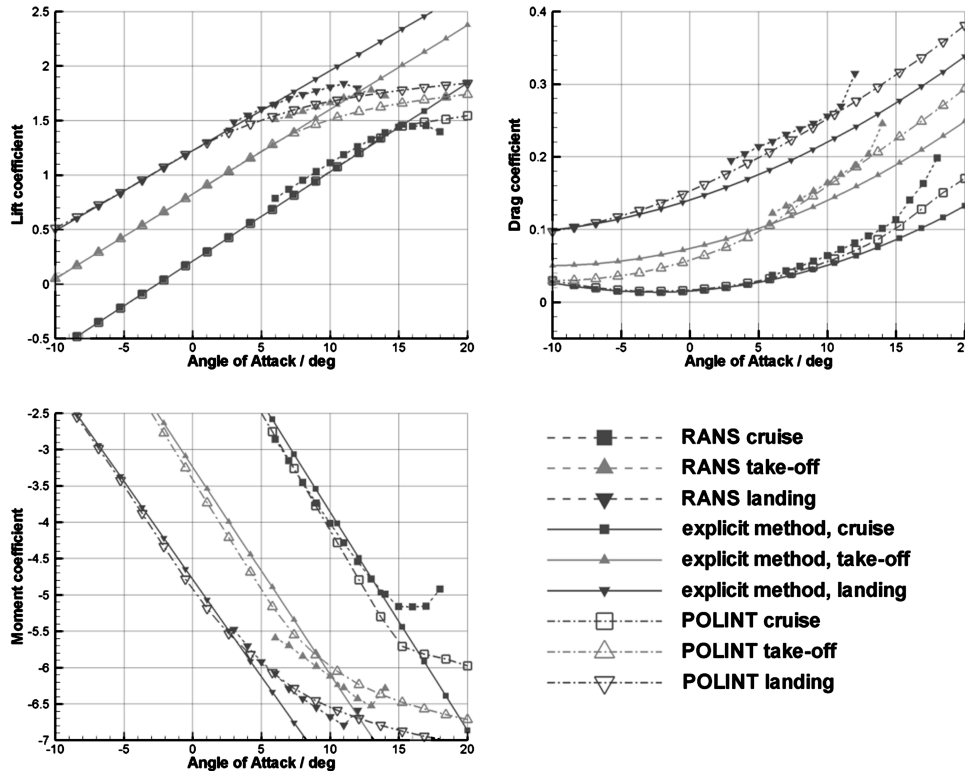 2.5
2
1.5
1
0.5
0
-0.5
-10
-5
0
5
10
15
20
Lift coefficient
Angle of Attack / deg
0.4
0.3
0.2
0.1
0
-10
-5
0
5
10
15
20
Drag coefficient
Angle of Attack / deg
-2.5
-3
-3.5
-4
-4.5
-5
-5.5
-6
-6.5
-7
-10
-5
0
5
10
15
20
Moment coefficient
Angle of Attack / deg
RANS cruise
RANS take-off
RANS landing
explicit method, cruise
explicit method, take-off
explicit method, landing
POLINT cruise
POLINT take-off
POLINT landing